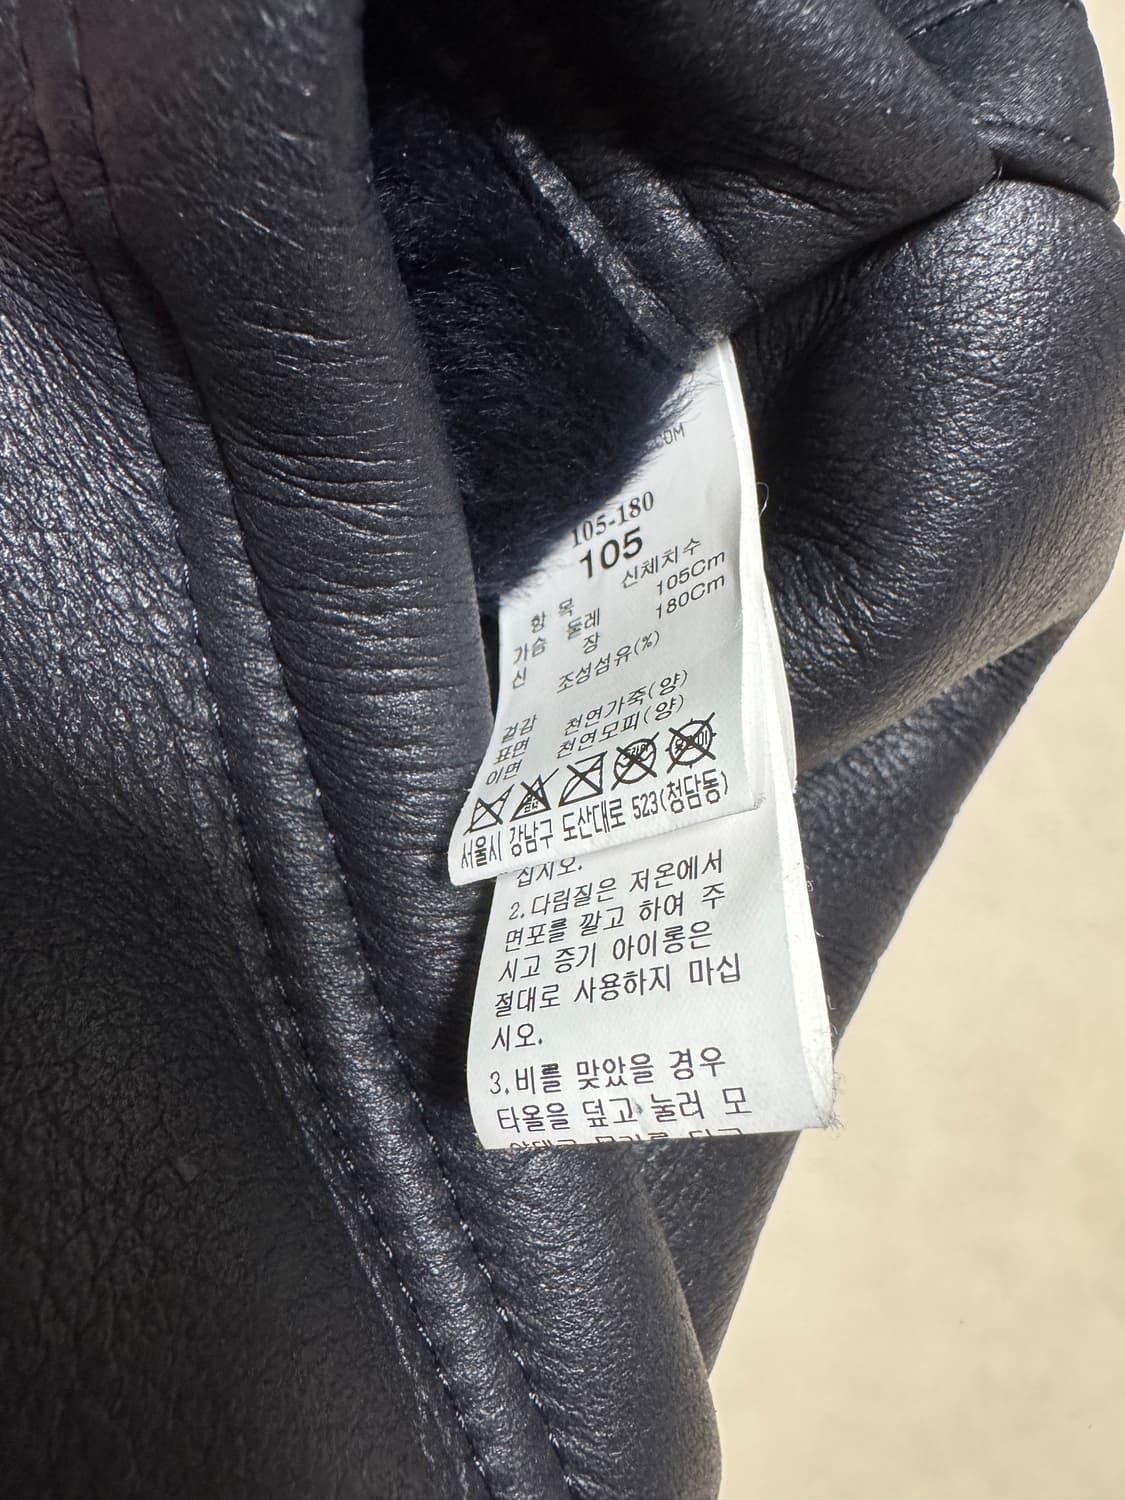 COM
105-180
105
항 목 신체치수
가슴 둘레 105Cm
신 장 180Cm
조성섬유(%)
겉감
표면 천연가죽(양)
이면 천연모피(양)
서울시 강남구 도산대로 523(청담동)
십시오.
2.다림질은 저온에서
면포를 깔고 하여 주
시고 증기 아이롱은
절대로 사용하지 마십
시오.
3.비를 맞았을 경우
타올을 덮고 눌러 모